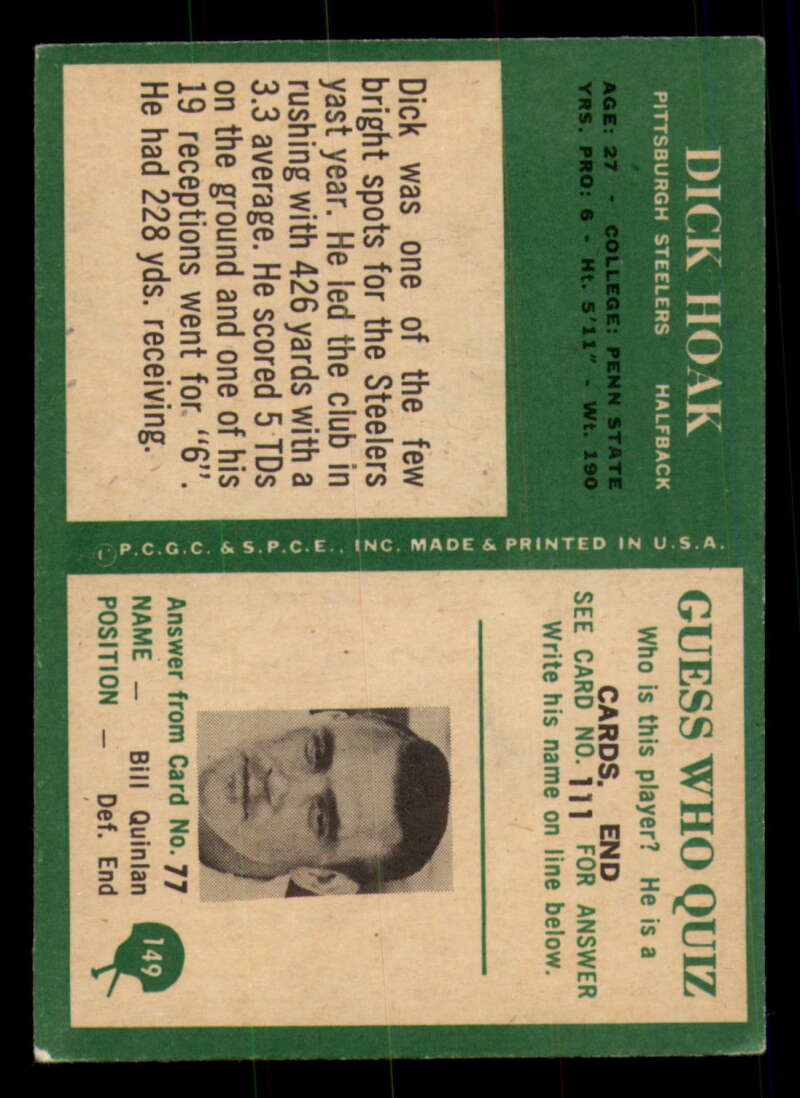 DICK HOAK
PITTSBURGH STEELERS HALFBACK
AGE: 27 - COLLEGE: PENN STATE
YRS. PRO: 6 - Ht. 5'11" - Wt. 190
Dick was one of the few
bright spots for the Steelers
yast year. He led the club in
rushing with 426 yards with a
3.3 average. He scored 5 TDs
on the ground and one of his
19 receptions went for "6".
He had 228 yds. receiving.
© P.C.G.C. & S.P.C.E., INC. MADE & PRINTED IN U.S.A.
GUESS WHO QUIZ
Who is this player? He is a
CARDS. END
SEE CARD NO. 111 FOR ANSWER
Write his name on line below.
Answer from Card No. 77
NAME — Bill Quinlan
POSITION — Def. End
149